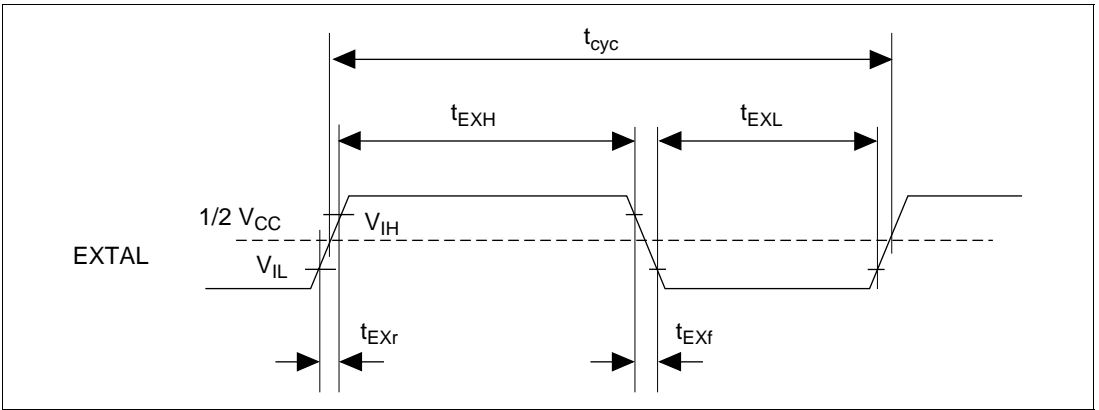 tcyc
tEXH
tEXL
1/2 VCC
VIH
EXTAL
VIL
tEXr
tEXf